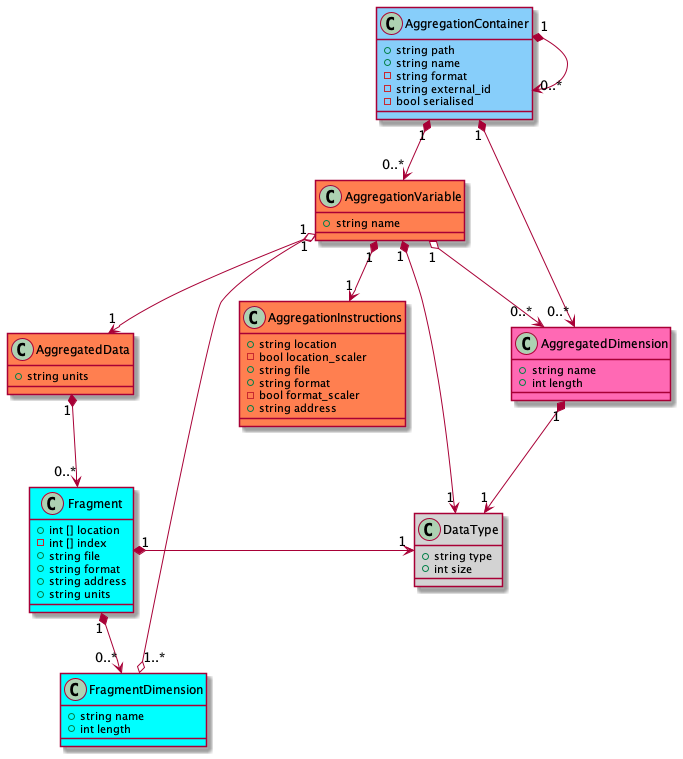 C AggregationContainer
string path
string name
string format
string external_id
bool serialised
1
0..*
1
1
0..*
0..*
C AggregationVariable
string name
1
1
1
1
1
1
1
0..*
C AggregationInstructions
string location
bool location_scaler
string file
string format
bool format_scaler
string address
C AggregatedData
string units
C AggregatedDimension
string name
int length
1
1
0..*
1
1
C Fragment
int [] location
int [] index
string file
string format
string address
string units
1
1
C DataType
string type
int size
1
0..*
1..*
C FragmentDimension
string name
int length